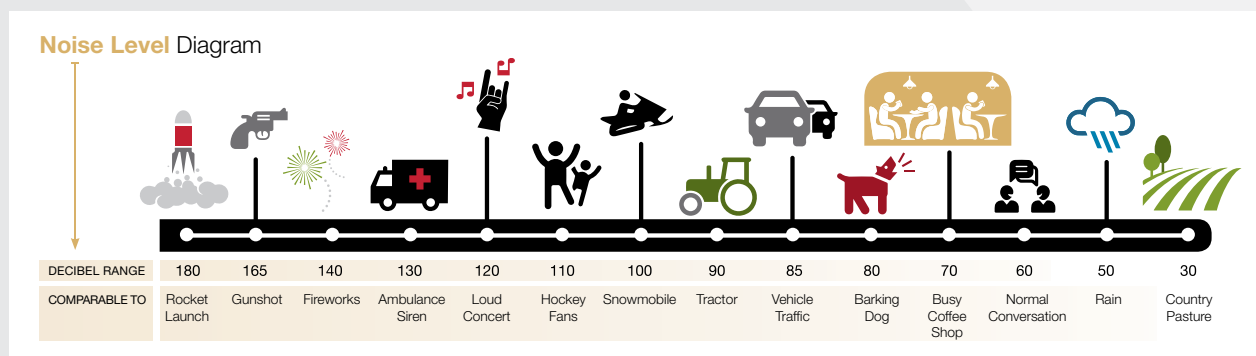 Noise Level Diagram
DECIBEL RANGE 180 165 140 130 120 110 100 90 85 80 70 60 50 30
COMPARABLE TO Rocket Gunshot Fireworks Ambulance Loud Hockey Snowmobile Tractor Vehicle Barking Busy Normal Rain Country
Launch Siren Concert Fans Traffic Dog Coffee Conversation Pasture
Shop